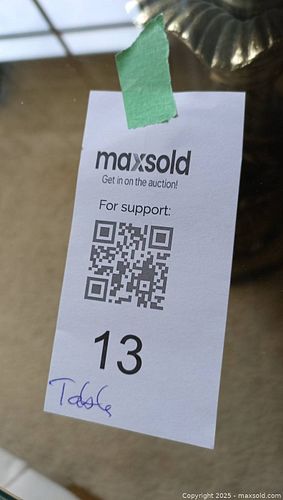 maxsold
Get in on the auction!
For support:
13
Table
Copyright © 2025 - maxsold.com